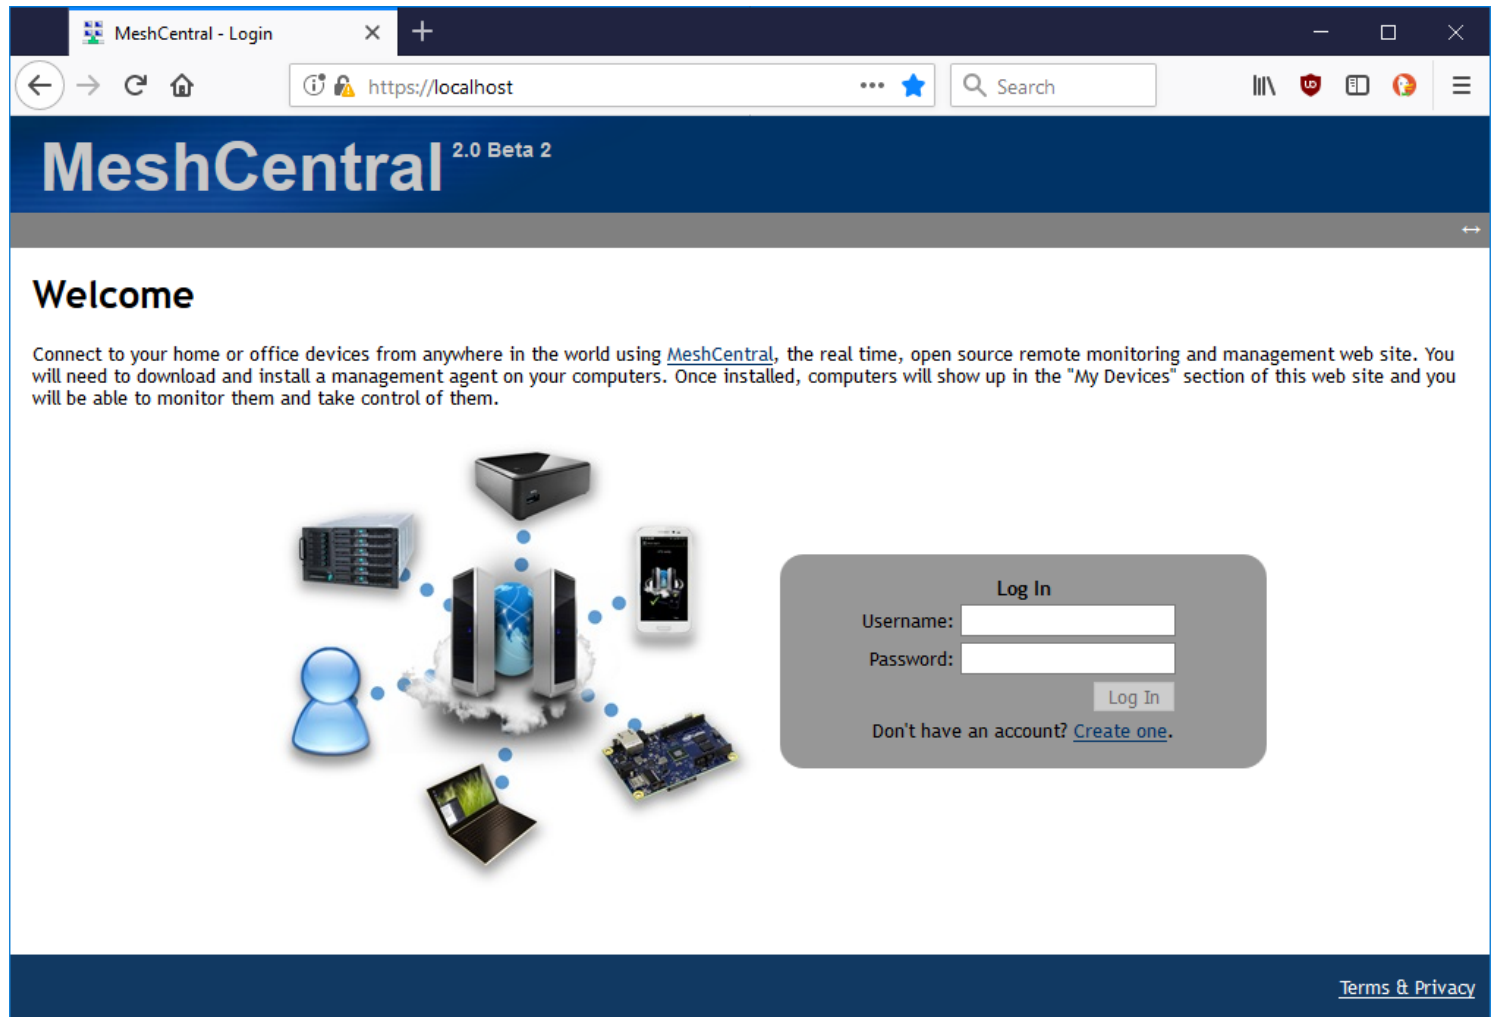 MeshCentral - Login
https://localhost
Search
MeshCentral 2.0 Beta 2
Welcome
Connect to your home or office devices from anywhere in the world using MeshCentral, the real time, open source remote monitoring and management web site. You
will need to download and install a management agent on your computers. Once installed, computers will show up in the "My Devices" section of this web site and you
will be able to monitor them and take control of them.
Log In
Username:
Password:
Log In
Don't have an account? Create one.
Terms & Privacy